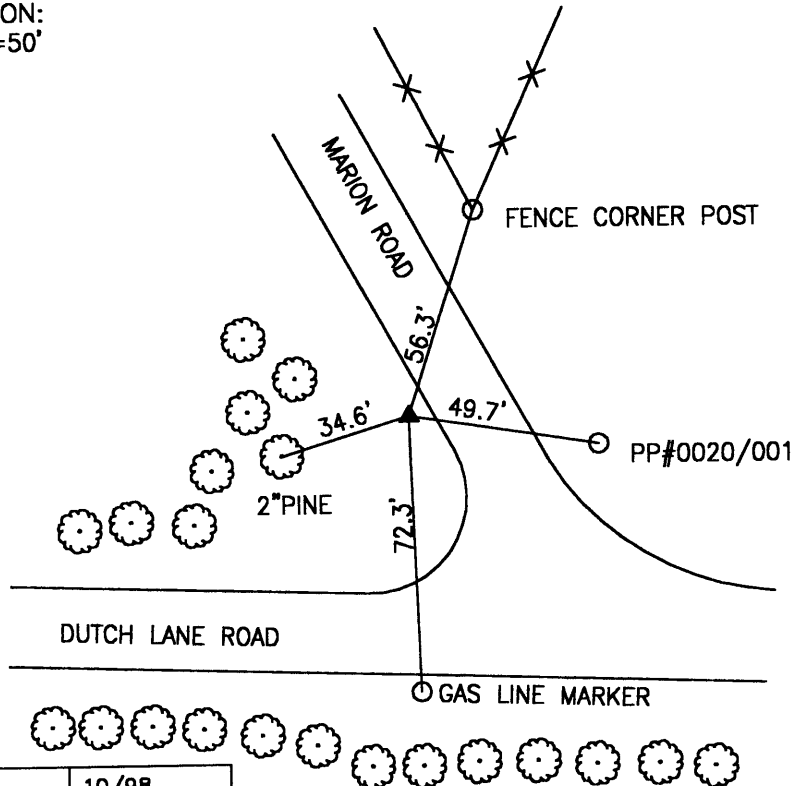 ON:
=50'
MARION ROAD
FENCE CORNER POST
56.3'
34.6'
49.7'
PP#0020/001
2"PINE
72.3'
DUTCH LANE ROAD
GAS LINE MARKER
10/98